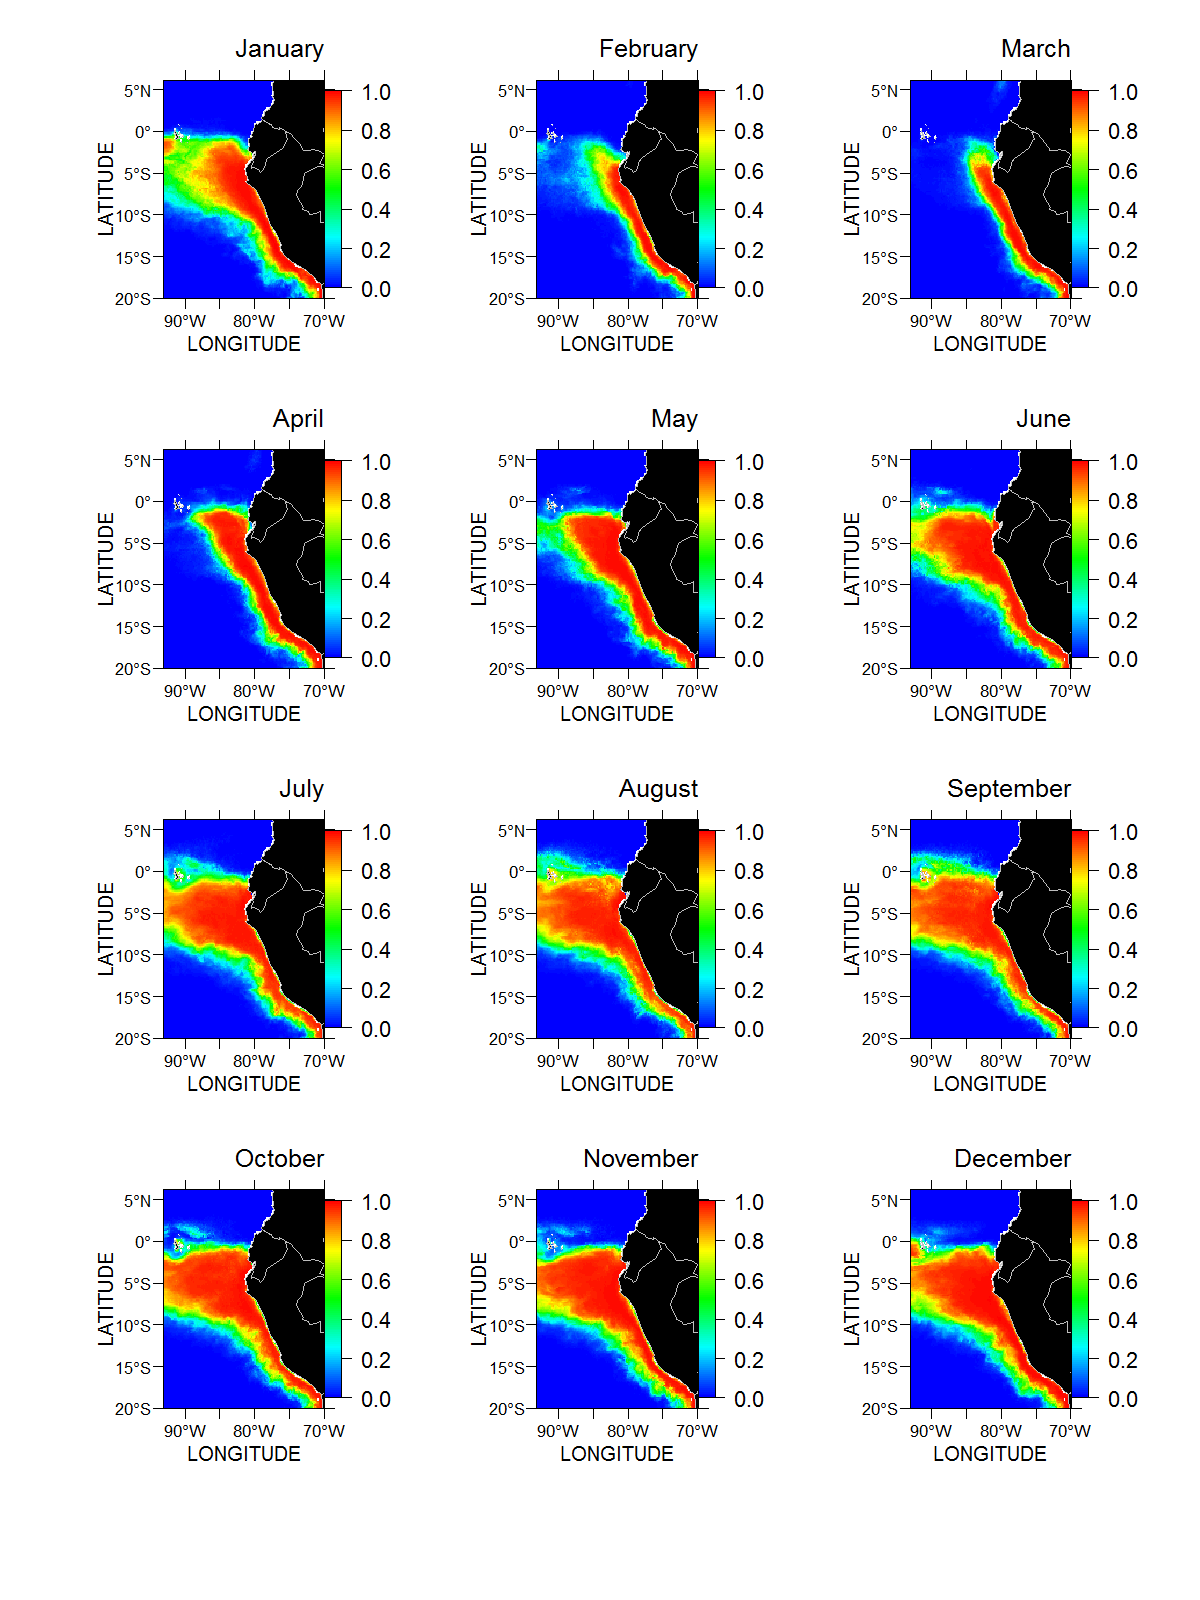 January February March
5°N 1.0 5°N 1.0 5°N 1.0
0° 0.8 0° 0.8 0° 0.8
LATITUDE 5°S 0.6 LATITUDE 5°S 0.6 LATITUDE 5°S 0.6
10°S 0.4 10°S 0.4 10°S 0.4
15°S 0.2 15°S 0.2 15°S 0.2
20°S 0.0 20°S 0.0 20°S 0.0
90°W 80°W 70°W 90°W 80°W 70°W 90°W 80°W 70°W
LONGITUDE LONGITUDE LONGITUDE
April May June
5°N 1.0 5°N 1.0 5°N 1.0
0° 0.8 0° 0.8 0° 0.8
LATITUDE 5°S 0.6 LATITUDE 5°S 0.6 LATITUDE 5°S 0.6
10°S 0.4 10°S 0.4 10°S 0.4
15°S 0.2 15°S 0.2 15°S 0.2
20°S 0.0 20°S 0.0 20°S 0.0
90°W 80°W 70°W 90°W 80°W 70°W 90°W 80°W 70°W
LONGITUDE LONGITUDE LONGITUDE
July August September
5°N 1.0 5°N 1.0 5°N 1.0
0° 0.8 0° 0.8 0° 0.8
LATITUDE 5°S 0.6 LATITUDE 5°S 0.6 LATITUDE 5°S 0.6
10°S 0.4 10°S 0.4 10°S 0.4
15°S 0.2 15°S 0.2 15°S 0.2
20°S 0.0 20°S 0.0 20°S 0.0
90°W 80°W 70°W 90°W 80°W 70°W 90°W 80°W 70°W
LONGITUDE LONGITUDE LONGITUDE
October November December
5°N 1.0 5°N 1.0 5°N 1.0
0° 0.8 0° 0.8 0° 0.8
LATITUDE 5°S 0.6 LATITUDE 5°S 0.6 LATITUDE 5°S 0.6
10°S 0.4 10°S 0.4 10°S 0.4
15°S 0.2 15°S 0.2 15°S 0.2
20°S 0.0 20°S 0.0 20°S 0.0
90°W 80°W 70°W 90°W 80°W 70°W 90°W 80°W 70°W
LONGITUDE LONGITUDE LONGITUDE